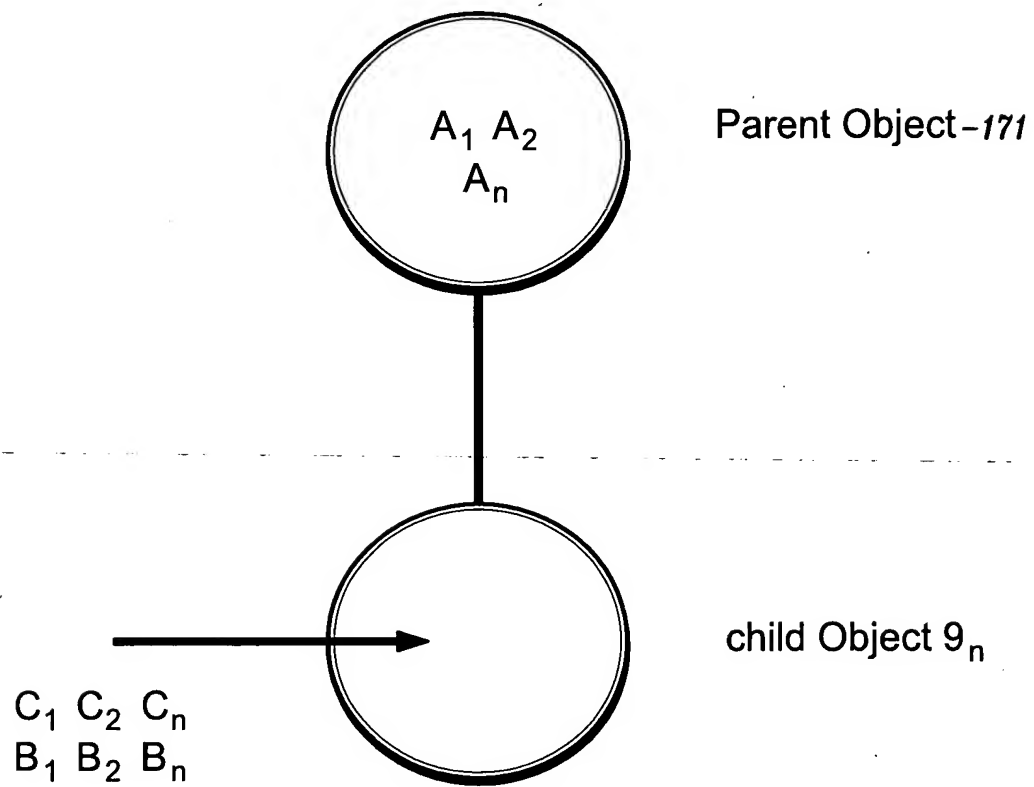 A₁ A₂
Aₙ
Parent Object-171
child Object 9ₙ
C₁ C₂ Cₙ
B₁ B₂ Bₙ